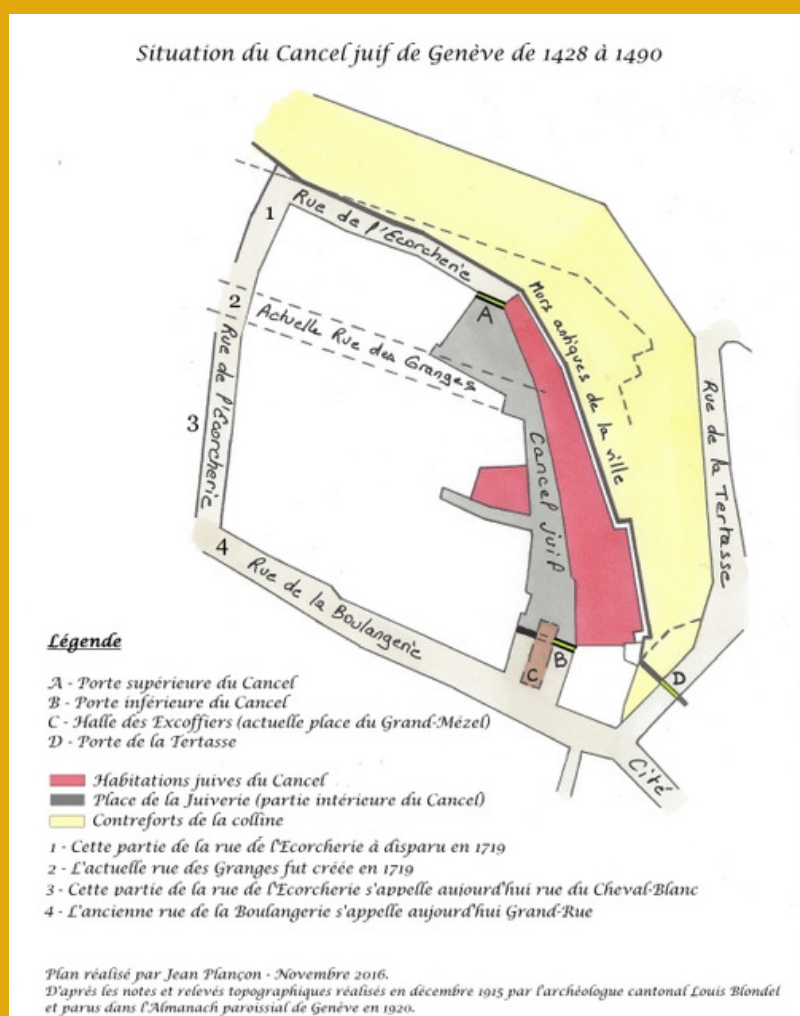 Situation du Cancel juif de Genève de 1428 à 1490
1
Rue de l'Ecorcherie
2
A
Murs antiques de la ville
Actuelle Rue des Granges
Rue de l'Ecorcherie
3
Cancel juif
Rue de la Tertasse
4
Rue de la Boulangerie
B
C
D
Cité
Légende
A - Porte supérieure du Cancel
B - Porte inférieure du Cancel
C - Halle des Excoffiers (actuelle place du Grand-Mézel)
D - Porte de la Tertasse
Habitations juives du Cancel
Place de la Juiverie (partie intérieure du Cancel)
Contreforts de la colline
1 - Cette partie de la rue de l'Ecorcherie à disparu en 1719
2 - L'actuelle rue des Granges fut créée en 1719
3 - Cette partie de la rue de l'Ecorcherie s'appelle aujourd'hui rue du Cheval-Blanc
4 - L'ancienne rue de la Boulangerie s'appelle aujourd'hui Grand-Rue
Plan réalisé par Jean Plançon - Novembre 2016.
D'aprés les notes et relevés topographiques réalisés en décembre 1915 par l'archéologue cantonal Louis Blondel
et parus dans l'Almanach paroissial de Genève en 1920.